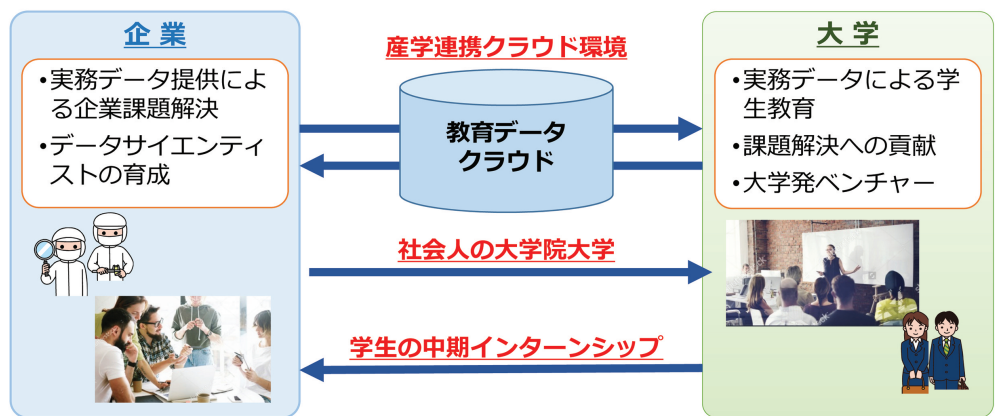 企 業
•実務データ提供によ
る企業課題解決
•データサイエンティ
ストの育成
産学連携クラウド環境
教育データ
クラウド
社会人の大学院大学
学生の中期インターンシップ
大 学
•実務データによる学
生教育
•課題解決への貢献
•大学発ベンチャー